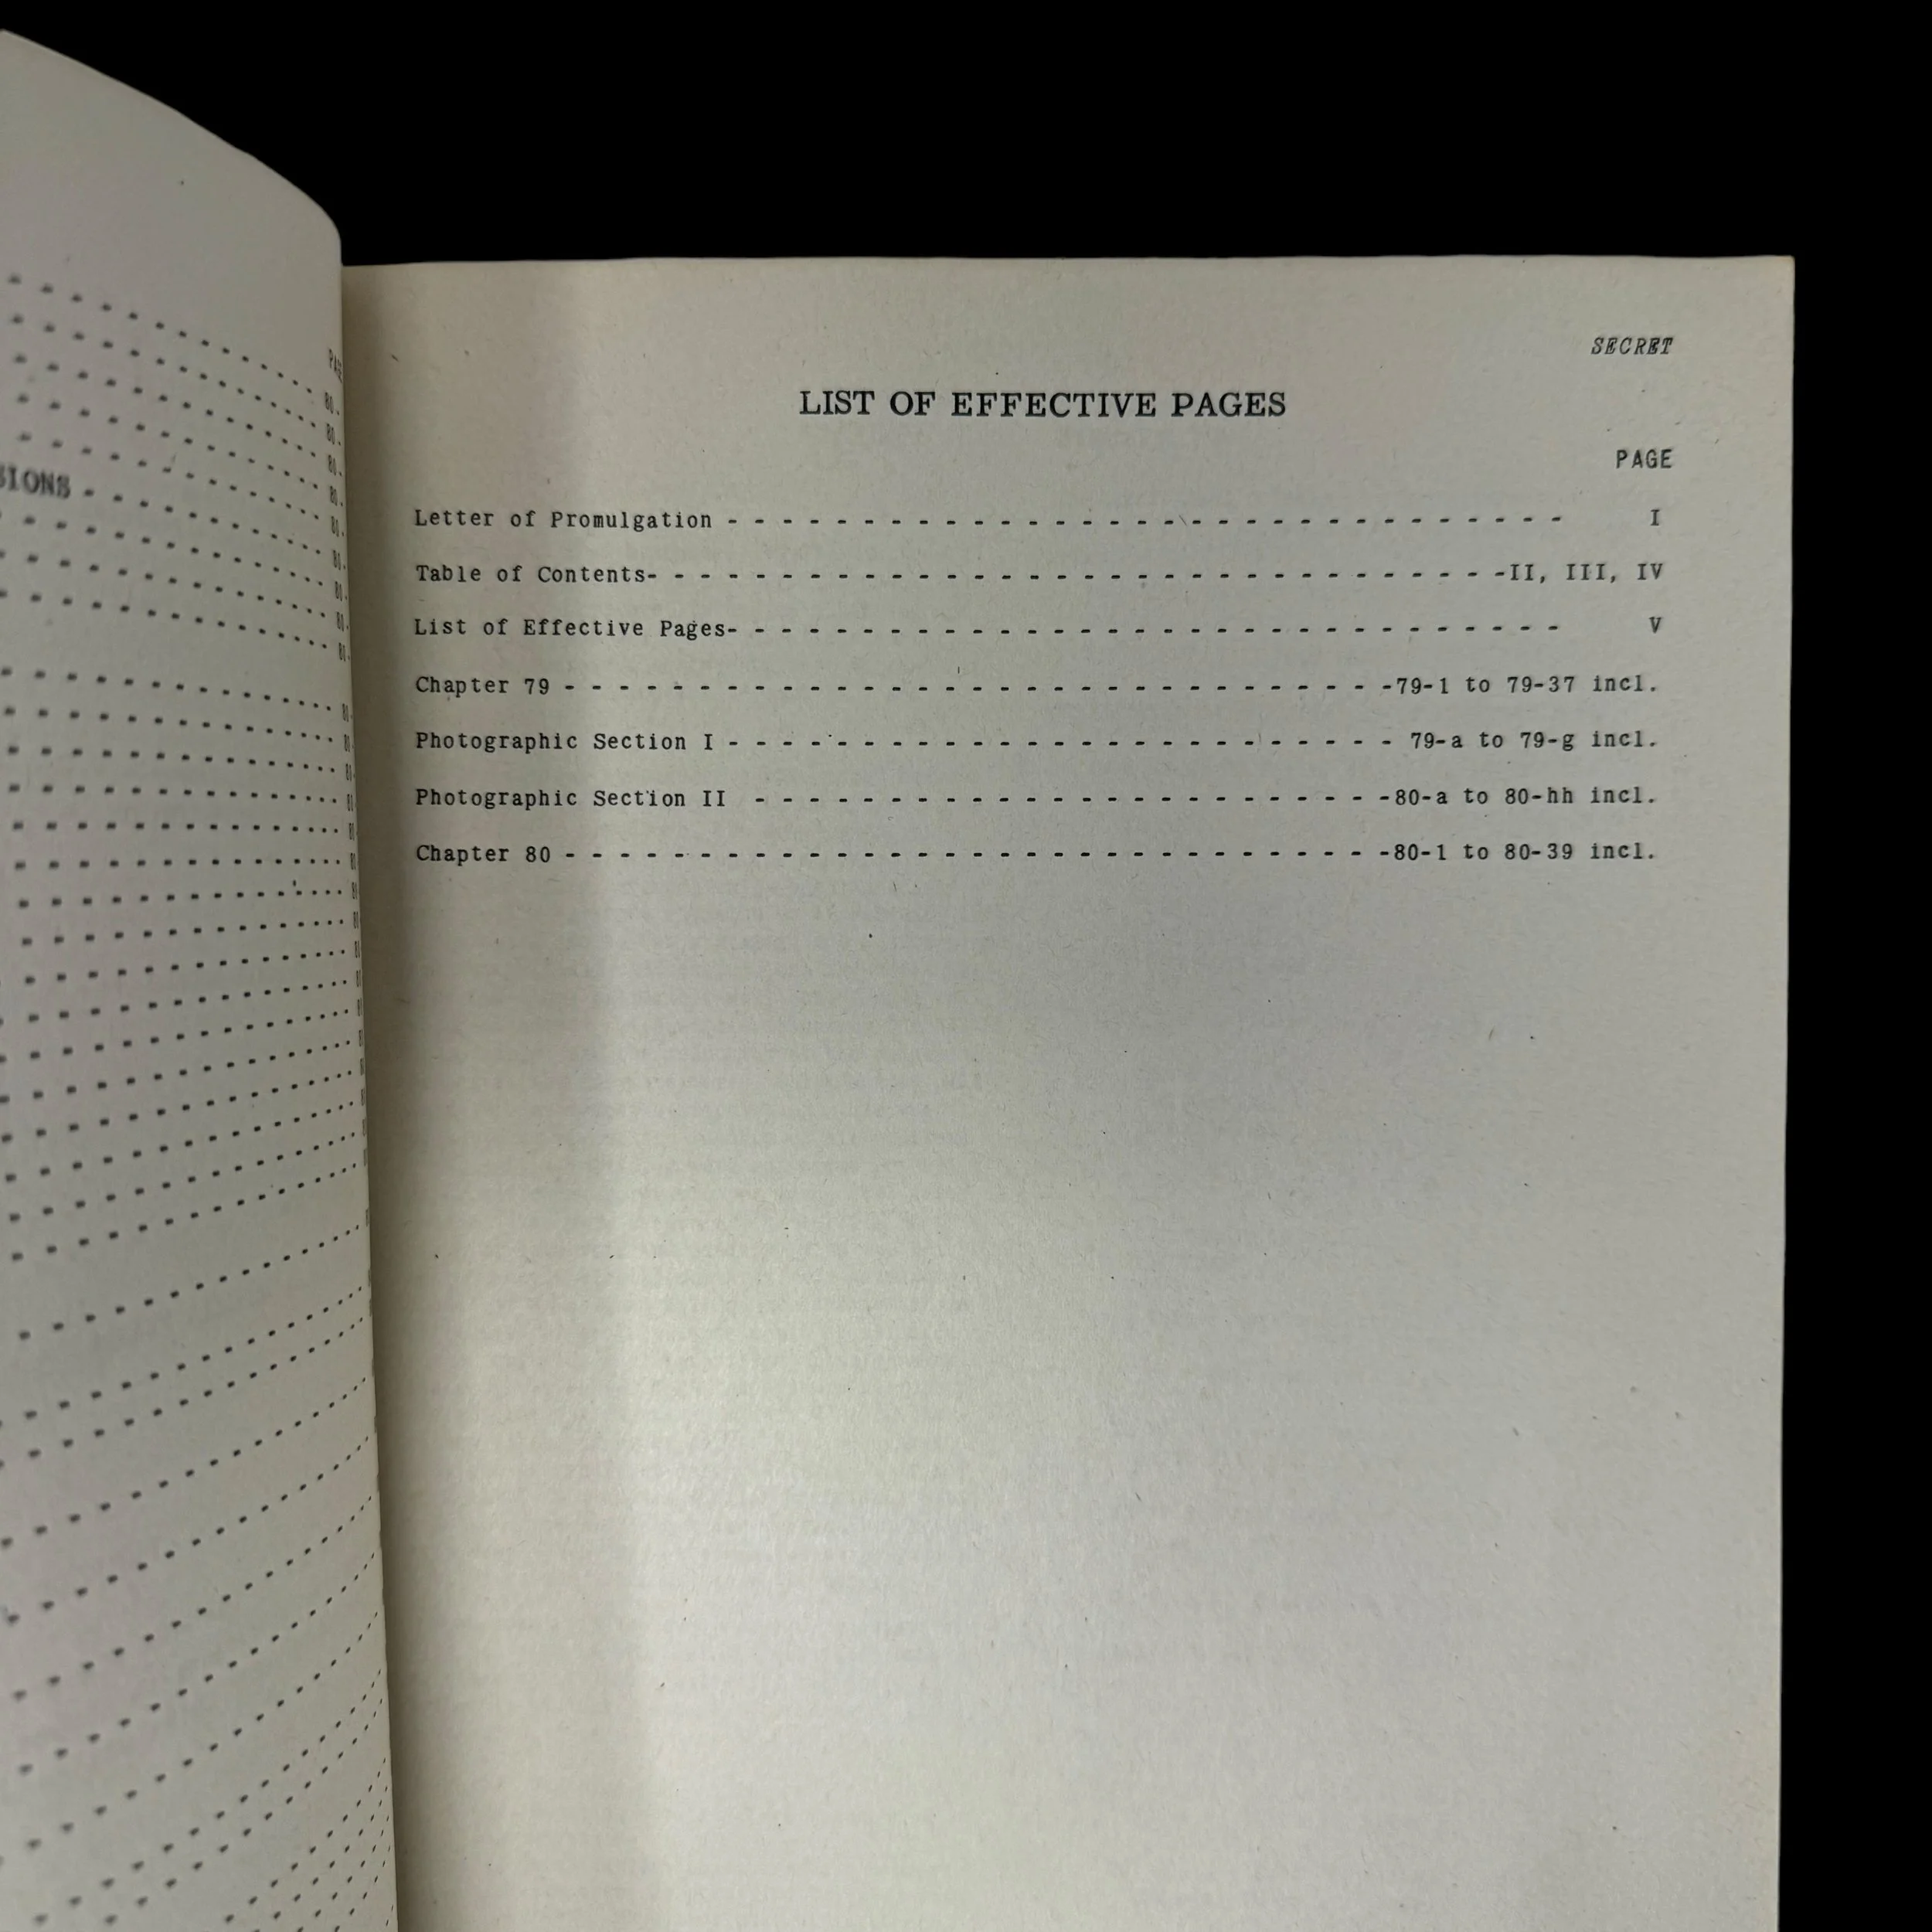 SIONS
SECRET
LIST OF EFFECTIVE PAGES
PAGE
Letter of Promulgation - - - - - - - - - - - - - - - - - - - - - - - - - - - - - - - I
Table of Contents- - - - - - - - - - - - - - - - - - - - - - - - - - - - - - - -II, III, IV
List of Effective Pages- - - - - - - - - - - - - - - - - - - - - - - - - - - - - - - V
Chapter 79 - - - - - - - - - - - - - - - - - - - - - - - - - - - - - - -79-1 to 79-37 incl.
Photographic Section I - - - - - - - - - - - - - - - - - - - - - - - - - 79-a to 79-g incl.
Photographic Section II - - - - - - - - - - - - - - - - - - - - - - - -80-a to 80-hh incl.
Chapter 80 - - - - - - - - - - - - - - - - - - - - - - - - - - - - - - -80-1 to 80-39 incl.